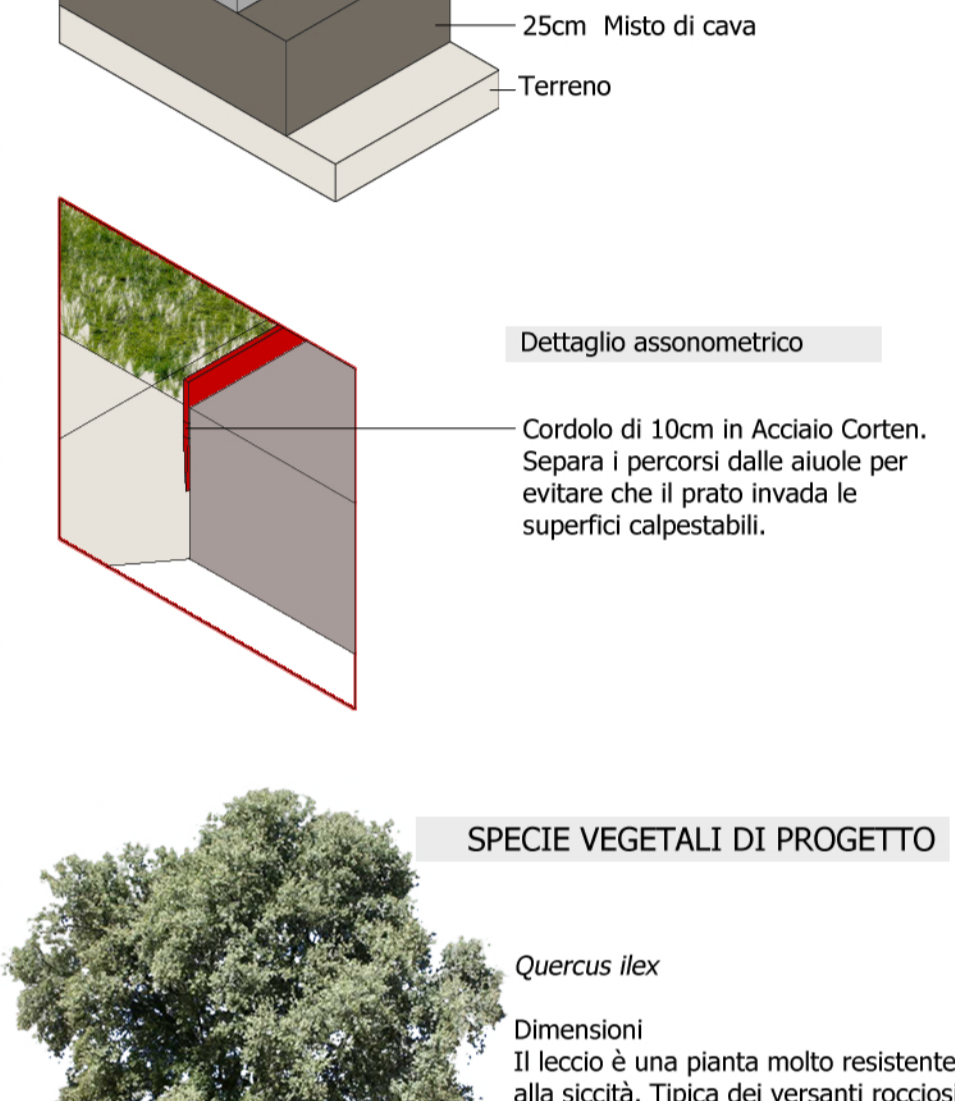 25cm Misto di cava
Terreno
Dettaglio assonometrico
Cordolo di 10cm in Acciaio Corten.
Separa i percorsi dalle aiuole per
evitare che il prato invada le
superfici calpestabili.
SPECIE VEGETALI DI PROGETTO
Quercus ilex
Dimensioni
Il leccio è una pianta molto resistente
alla siccità. Tipica dei versanti rocciosi